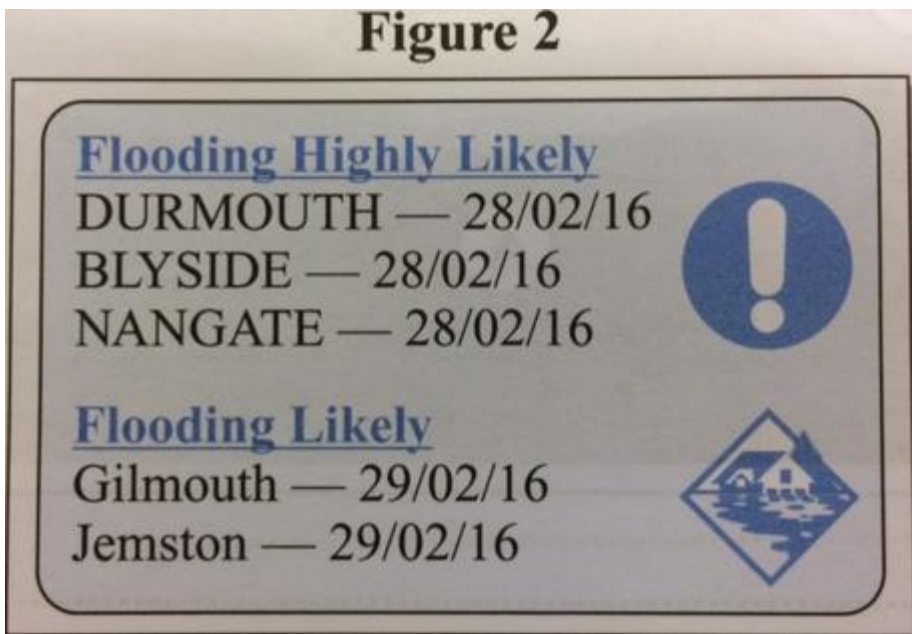 Figure 2
Flooding Highly Likely
DURMOUTH — 28/02/16
BLYSIDE — 28/02/16
NANGATE — 28/02/16
Flooding Likely
Gilmouth — 29/02/16
Jemston — 29/02/16